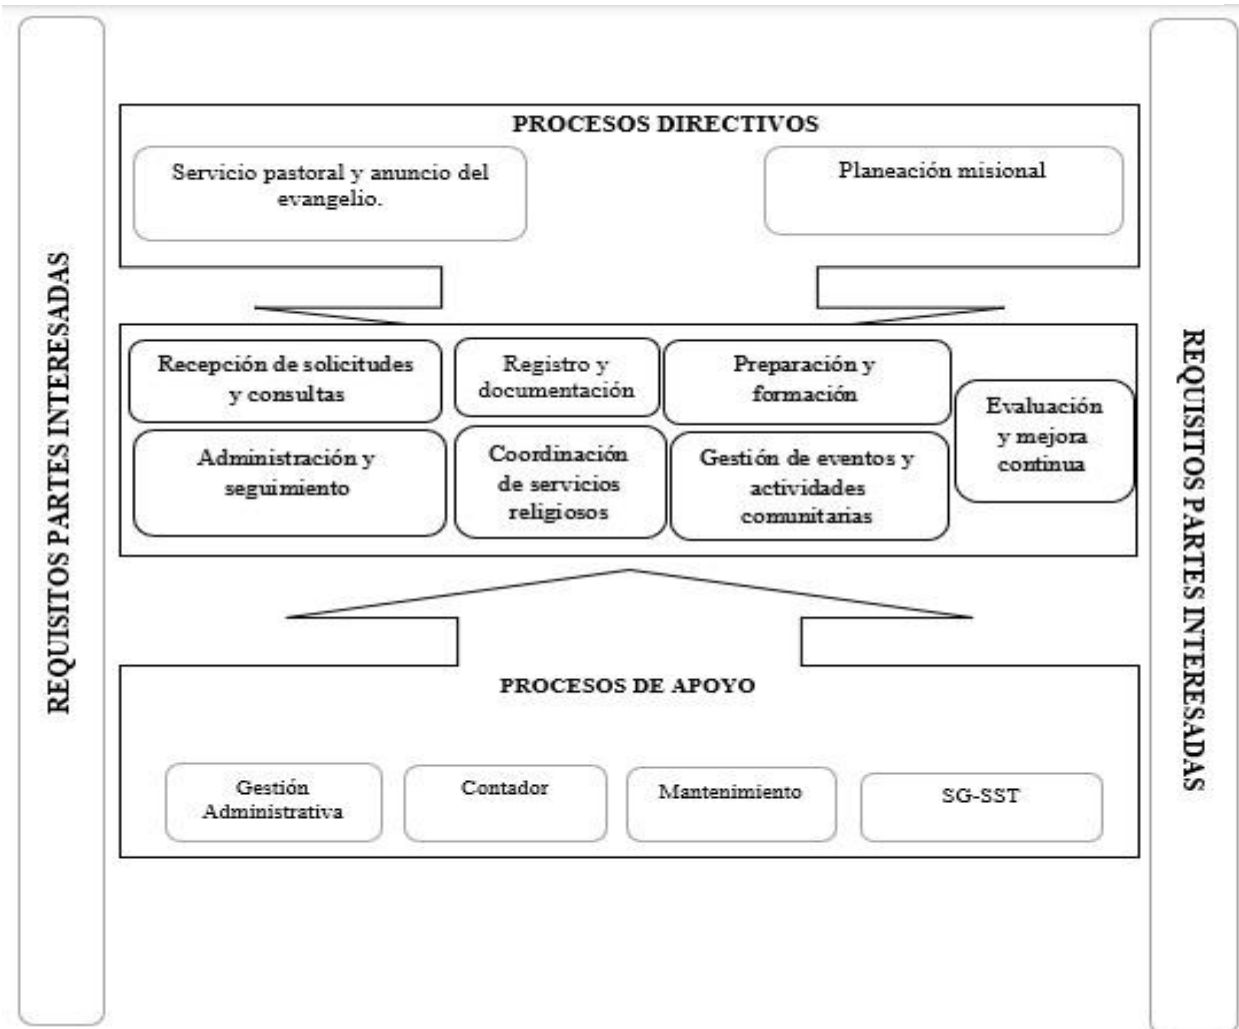 REQUISITOS PARTES INTERESADAS
PROCESOS DIRECTIVOS
Servicio pastoral y anuncio del
evangelio.
Planeación misional
Recepción de solicitudes
y consultas
Registro y
documentación
Preparación y
formación
Evaluación
y mejora
continua
Administración y
seguimiento
Coordinación
de servicios
religiosos
Gestión de eventos y
actividades
comunitarias
PROCESOS DE APOYO
Gestión
Administrativa
Contador
Mantenimiento
SG-SST
REQUISITOS PARTES INTERESADAS